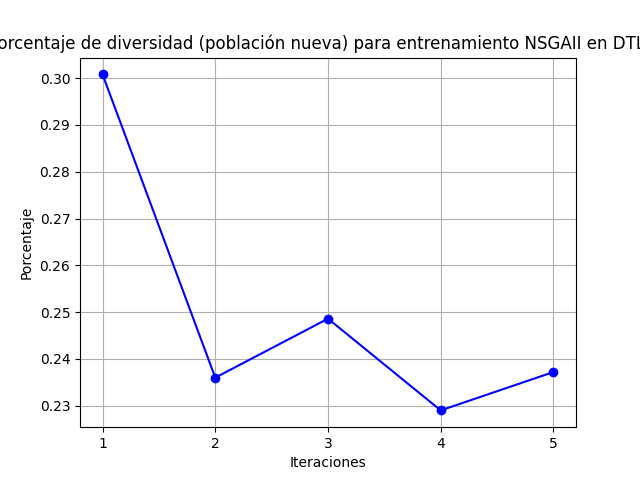 orcentaje de diversidad (población nueva) para entrenamiento NSGAII en DTL
0.30
0.29
0.28
0.27
0.26
0.25
0.24
0.23
Porcentaje
1 2 3 4 5
Iteraciones